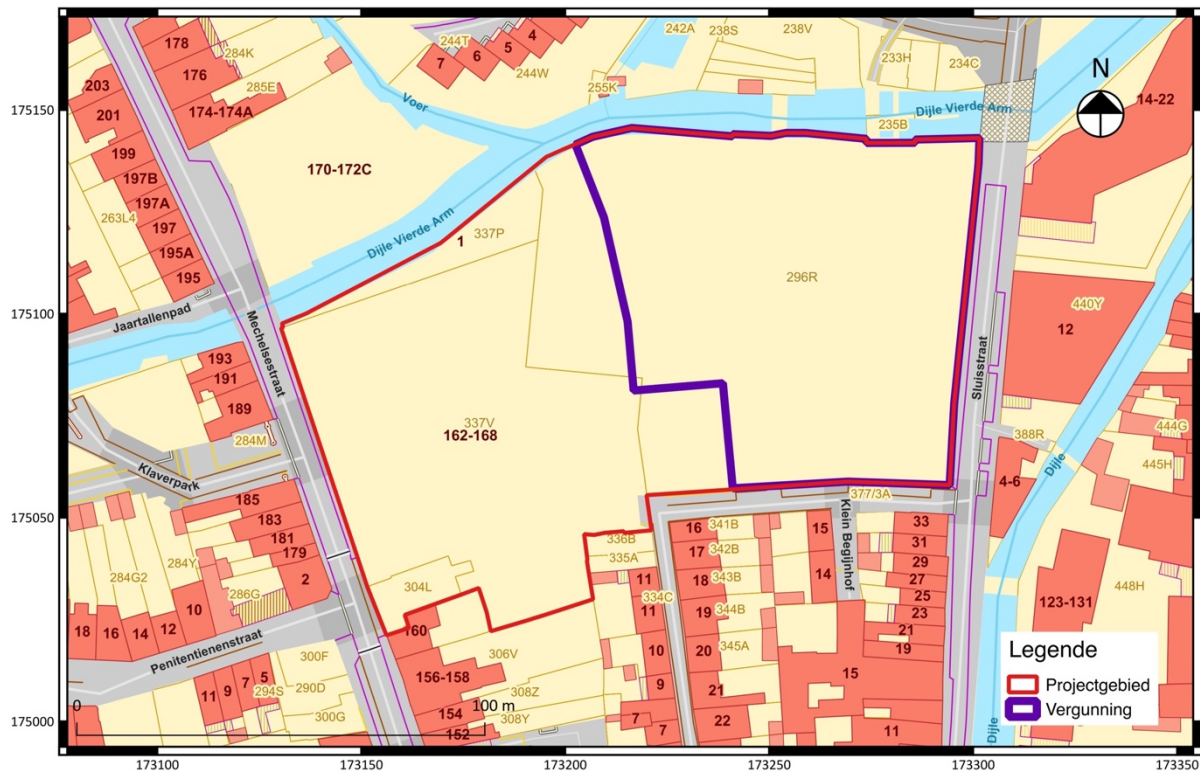 178
284K
176
285E
174-174A
203
201
199
197B
197A
197
195A
195
263L4
170-172C
244T
7
6
5
4
244W
255K
242A
238S
238V
233H
234C
235B
Voer
Dijle Vierde Arm
N
14-22
175150
Dijle Vierde Arm
1
337P
296R
440Y
12
175100
Jaartallenpad
Mechelsestraat
Sluisstraat
193
191
189
284M
337V
162-168
388R
444G
445H
Dijle
4-6
Klaverpark
185
183
181
179
2
377/3A
175050
284G2
284Y
286G
10
18
16
14
12
304L
336B
335A
334C
11
11
10
9
7
7
16
17
18
19
20
21
22
341B
342B
343B
344B
345A
15
14
Klein Begijnhof
33
31
29
27
25
23
21
19
15
11
448H
123-131
Penitentienenstraat
300F
290D
300G
294S
11
9
7
5
160
156-158
154
152
306V
308Z
308Y
Dijle
Legende
Projectgebied
Vergunning
0
100 m
175000
173100
173150
173200
173250
173300
173350